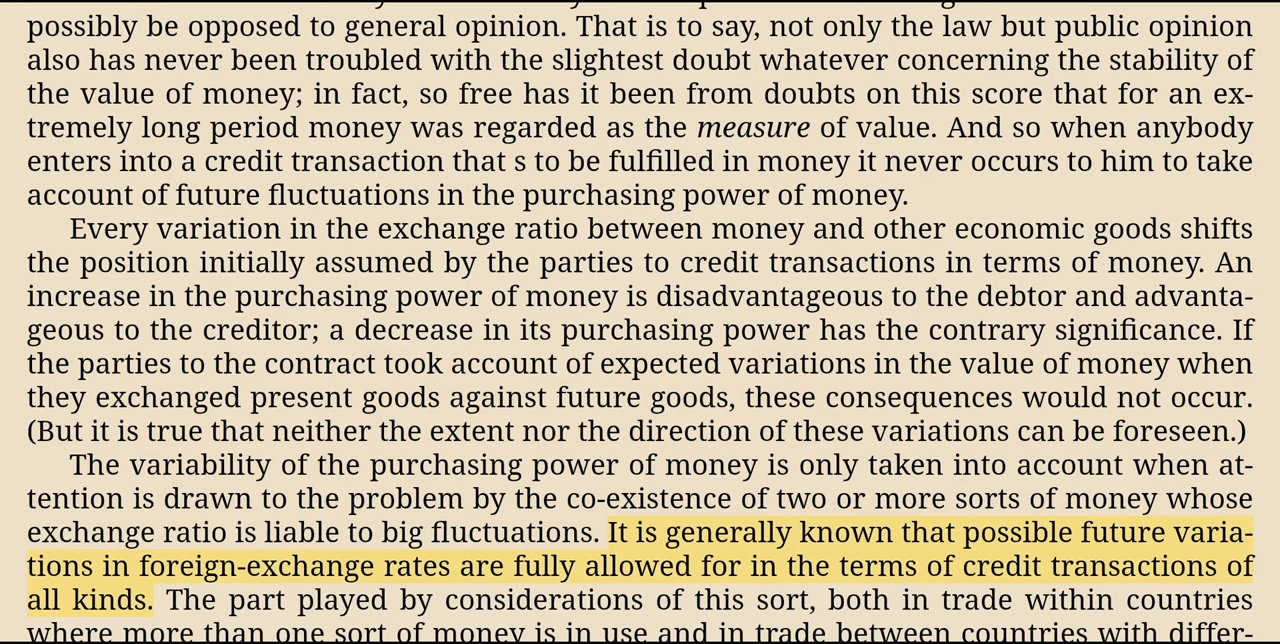 possibly be opposed to general opinion. That is to say, not only the law but public opinion
also has never been troubled with the slightest doubt whatever concerning the stability of
the value of money; in fact, so free has it been from doubts on this score that for an ex-
tremely long period money was regarded as the measure of value. And so when anybody
enters into a credit transaction that s to be fulfilled in money it never occurs to him to take
account of future fluctuations in the purchasing power of money.
Every variation in the exchange ratio between money and other economic goods shifts
the position initially assumed by the parties to credit transactions in terms of money. An
increase in the purchasing power of money is disadvantageous to the debtor and advanta-
geous to the creditor; a decrease in its purchasing power has the contrary significance. If
the parties to the contract took account of expected variations in the value of money when
they exchanged present goods against future goods, these consequences would not occur.
(But it is true that neither the extent nor the direction of these variations can be foreseen.)
The variability of the purchasing power of money is only taken into account when at-
tention is drawn to the problem by the co-existence of two or more sorts of money whose
exchange ratio is liable to big fluctuations. It is generally known that possible future varia-
tions in foreign-exchange rates are fully allowed for in the terms of credit transactions of
all kinds. The part played by considerations of this sort, both in trade within countries
where more than one sort of money is in use and in trade between countries with differ-